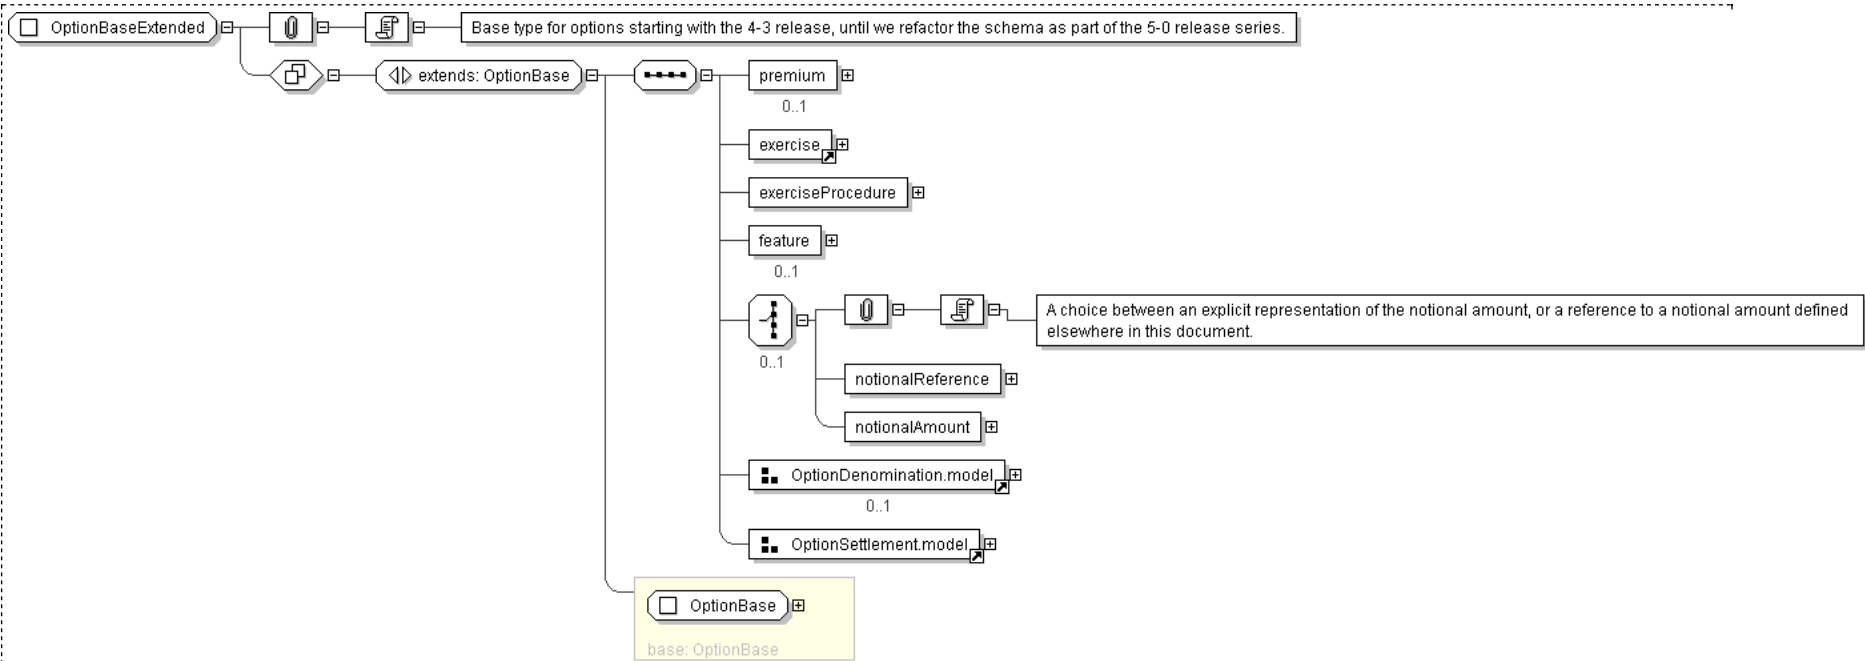 OptionBaseExtended
Base type for options starting with the 4-3 release, until we refactor the schema as part of the 5-0 release series.
extends: OptionBase
premium
0..1
exercise
exerciseProcedure
feature
0..1
0..1
A choice between an explicit representation of the notional amount, or a reference to a notional amount defined
elsewhere in this document.
notionalReference
notionalAmount
OptionDenomination.model
0..1
OptionSettlement.model
OptionBase
base: OptionBase